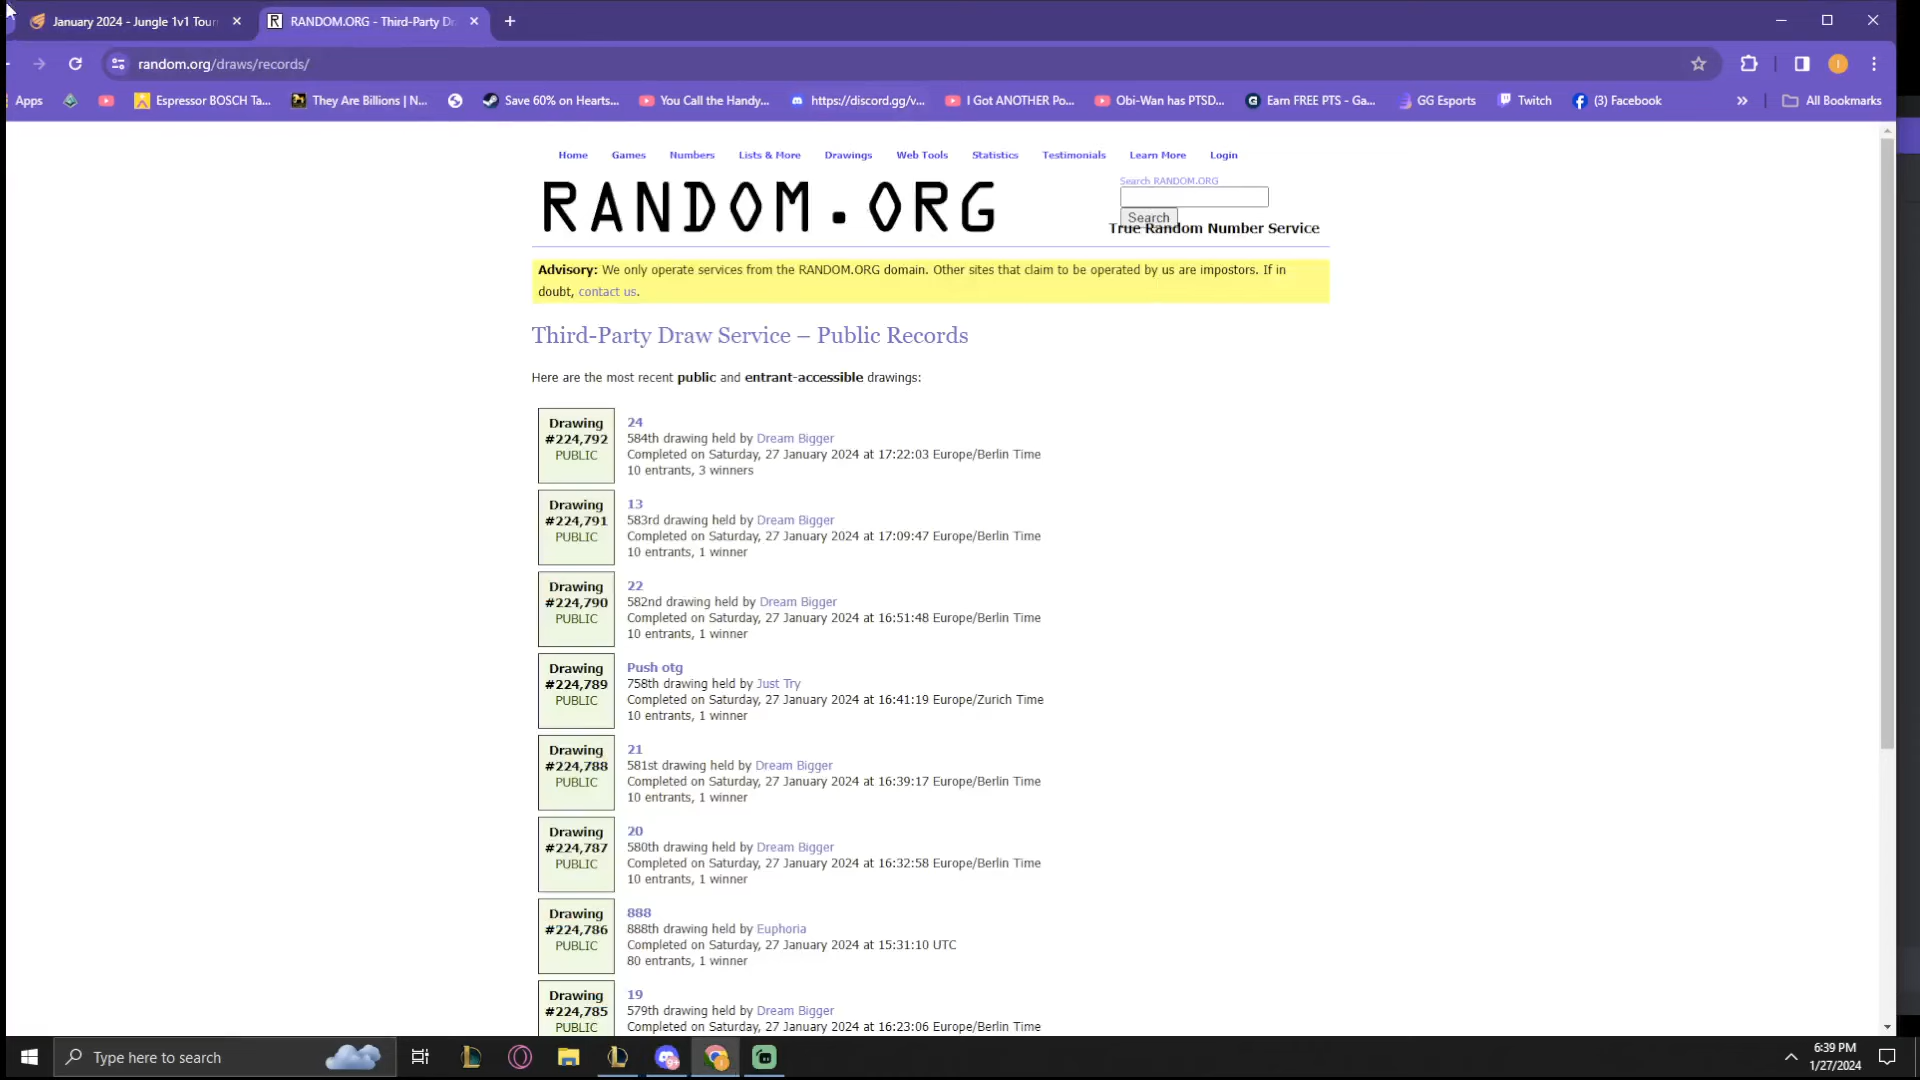 January 2024 - Jungle 1v1 Tour
RANDOM.ORG - Third-Party Dr
random.org/draws/records/
Apps
Espressor BOSCH Ta...
They Are Billions | N...
Save 60% on Hearts...
You Call the Handy...
https://discord.gg/v...
I Got ANOTHER Po...
Obi-Wan has PTSD...
Earn FREE PTS - Ga...
GG Esports
Twitch
(3) Facebook
»
All Bookmarks
Home Games Numbers Lists & More Drawings Web Tools Statistics Testimonials Learn More Login
RANDOM.ORG
Search RANDOM.ORG
Search
True Random Number Service
Advisory: We only operate services from the RANDOM.ORG domain. Other sites that claim to be operated by us are impostors. If in
doubt, contact us.
Third-Party Draw Service – Public Records
Here are the most recent public and entrant-accessible drawings:
Drawing
#224,792
PUBLIC
24
584th drawing held by Dream Bigger
Completed on Saturday, 27 January 2024 at 17:22:03 Europe/Berlin Time
10 entrants, 3 winners
Drawing
#224,791
PUBLIC
13
583rd drawing held by Dream Bigger
Completed on Saturday, 27 January 2024 at 17:09:47 Europe/Berlin Time
10 entrants, 1 winner
Drawing
#224,790
PUBLIC
22
582nd drawing held by Dream Bigger
Completed on Saturday, 27 January 2024 at 16:51:48 Europe/Berlin Time
10 entrants, 1 winner
Drawing
#224,789
PUBLIC
Push otg
758th drawing held by Just Try
Completed on Saturday, 27 January 2024 at 16:41:19 Europe/Zurich Time
10 entrants, 1 winner
Drawing
#224,788
PUBLIC
21
581st drawing held by Dream Bigger
Completed on Saturday, 27 January 2024 at 16:39:17 Europe/Berlin Time
10 entrants, 1 winner
Drawing
#224,787
PUBLIC
20
580th drawing held by Dream Bigger
Completed on Saturday, 27 January 2024 at 16:32:58 Europe/Berlin Time
10 entrants, 1 winner
Drawing
#224,786
PUBLIC
888
888th drawing held by Euphoria
Completed on Saturday, 27 January 2024 at 15:31:10 UTC
80 entrants, 1 winner
Drawing
#224,785
PUBLIC
19
579th drawing held by Dream Bigger
Completed on Saturday, 27 January 2024 at 16:23:06 Europe/Berlin Time
Type here to search
6:39 PM
1/27/2024